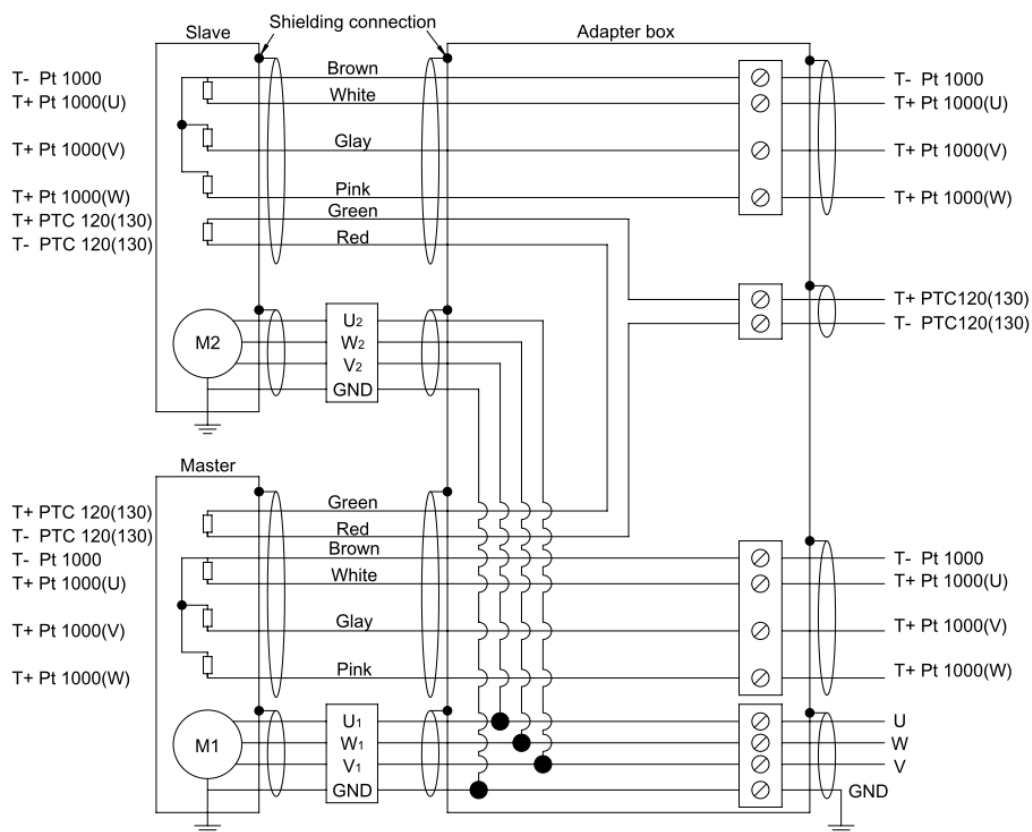 Shielding connection
Slave
Adapter box
T- Pt 1000
Brown
T- Pt 1000
T+ Pt 1000(U)
White
T+ Pt 1000(U)
T+ Pt 1000(V)
Glay
T+ Pt 1000(V)
T+ Pt 1000(W)
Pink
T+ Pt 1000(W)
T+ PTC 120(130)
Green
T- PTC 120(130)
Red
T+ PTC120(130)
T- PTC120(130)
M2
U2
W2
V2
GND
Master
T+ PTC 120(130)
Green
T- PTC 120(130)
Red
T- Pt 1000
Brown
T- Pt 1000
T+ Pt 1000(U)
White
T+ Pt 1000(U)
T+ Pt 1000(V)
Glay
T+ Pt 1000(V)
T+ Pt 1000(W)
Pink
T+ Pt 1000(W)
M1
U1
U
W1
W
V1
V
GND
GND